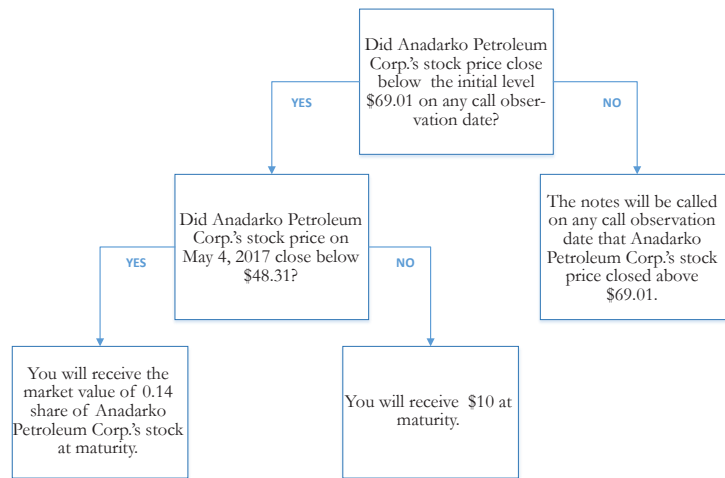 Did Anadarko Petroleum
Corp.'s stock price close
below the initial level
$69.01 on any call obser-
vation date?
YES
NO
Did Anadarko Petroleum
Corp.'s stock price on
May 4, 2017 close below
$48.31?
The notes will be called
on any call observation
date that Anadarko
Petroleum Corp.'s stock
price closed above
$69.01.
YES
NO
You will receive the
market value of 0.14
share of Anadarko
Petroleum Corp.'s stock
at maturity.
You will receive $10 at
maturity.